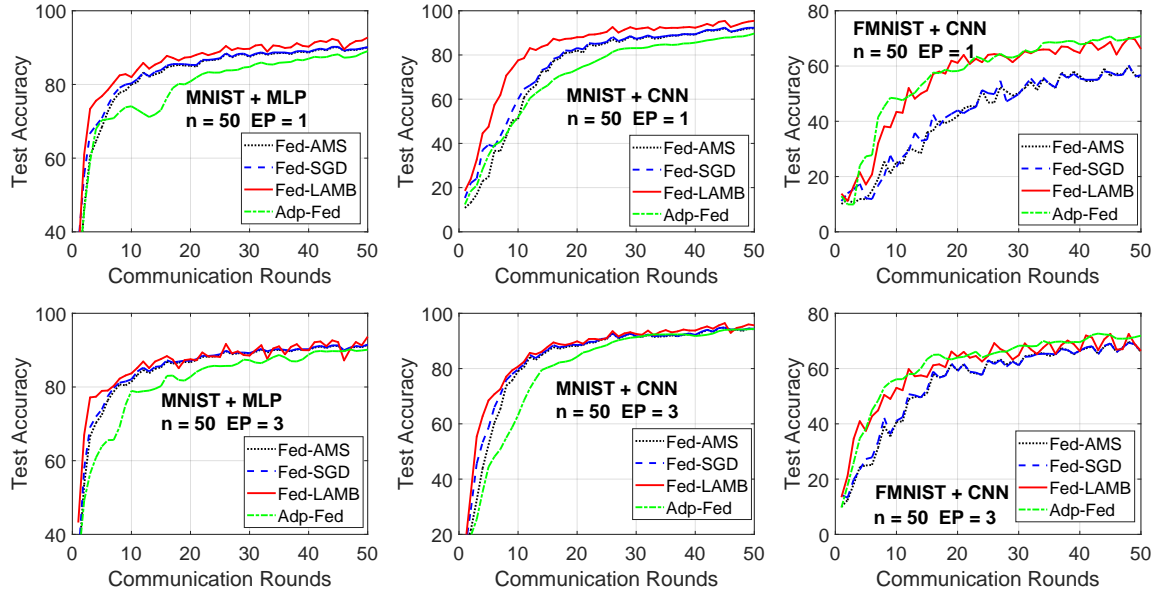 100
80
60
40
0 10 20 30 40 50
Test Accuracy
Communication Rounds
MNIST + MLP
n = 50 EP = 1
Fed-AMS
Fed-SGD
Fed-LAMB
Adp-Fed
100
80
60
40
20
0
0 10 20 30 40 50
Test Accuracy
Communication Rounds
MNIST + CNN
n = 50 EP = 1
Fed-AMS
Fed-SGD
Fed-LAMB
Adp-Fed
80
60
40
20
0
0 10 20 30 40 50
Test Accuracy
Communication Rounds
FMNIST + CNN
n = 50 EP = 1
Fed-AMS
Fed-SGD
Fed-LAMB
Adp-Fed
100
80
60
40
0 10 20 30 40 50
Test Accuracy
Communication Rounds
MNIST + MLP
n = 50 EP = 3
Fed-AMS
Fed-SGD
Fed-LAMB
Adp-Fed
100
80
60
40
20
0 10 20 30 40 50
Test Accuracy
Communication Rounds
MNIST + CNN
n = 50 EP = 3
Fed-AMS
Fed-SGD
Fed-LAMB
Adp-Fed
80
60
40
20
0
0 10 20 30 40 50
Test Accuracy
Communication Rounds
Fed-AMS
Fed-SGD
Fed-LAMB
Adp-Fed
FMNIST + CNN
n = 50 EP = 3